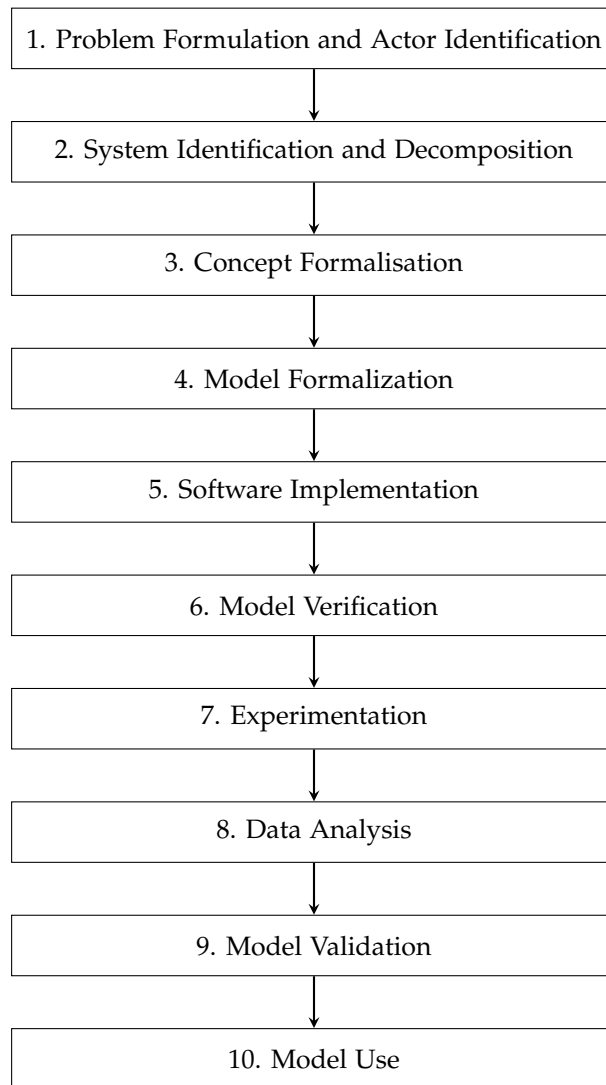 1. Problem Formulation and Actor Identification
2. System Identification and Decomposition
3. Concept Formalisation
4. Model Formalization
5. Software Implementation
6. Model Verification
7. Experimentation
8. Data Analysis
9. Model Validation
10. Model Use